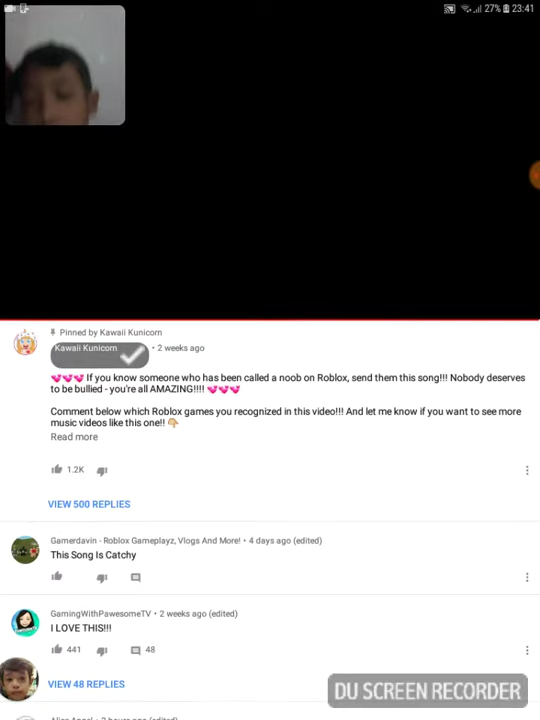 27% 23:41
Pinned by Kawaii Kunicorn
Kawaii Kunicorn • 2 weeks ago
💕💕💕 If you know someone who has been called a noob on Roblox, send them this song!!! Nobody deserves
to be bullied - you're all AMAZING!!!! 💕💕💕
Comment below which Roblox games you recognized in this video!!! And let me know if you want to see more
music videos like this one!! 👇
Read more
1.2K
VIEW 500 REPLIES
Gamerdavin - Roblox Gameplayz, Vlogs And More! • 4 days ago (edited)
This Song Is Catchy
GamingWithPawesomeTV • 2 weeks ago (edited)
I LOVE THIS!!!
441 48
VIEW 48 REPLIES
DU SCREEN RECORDER